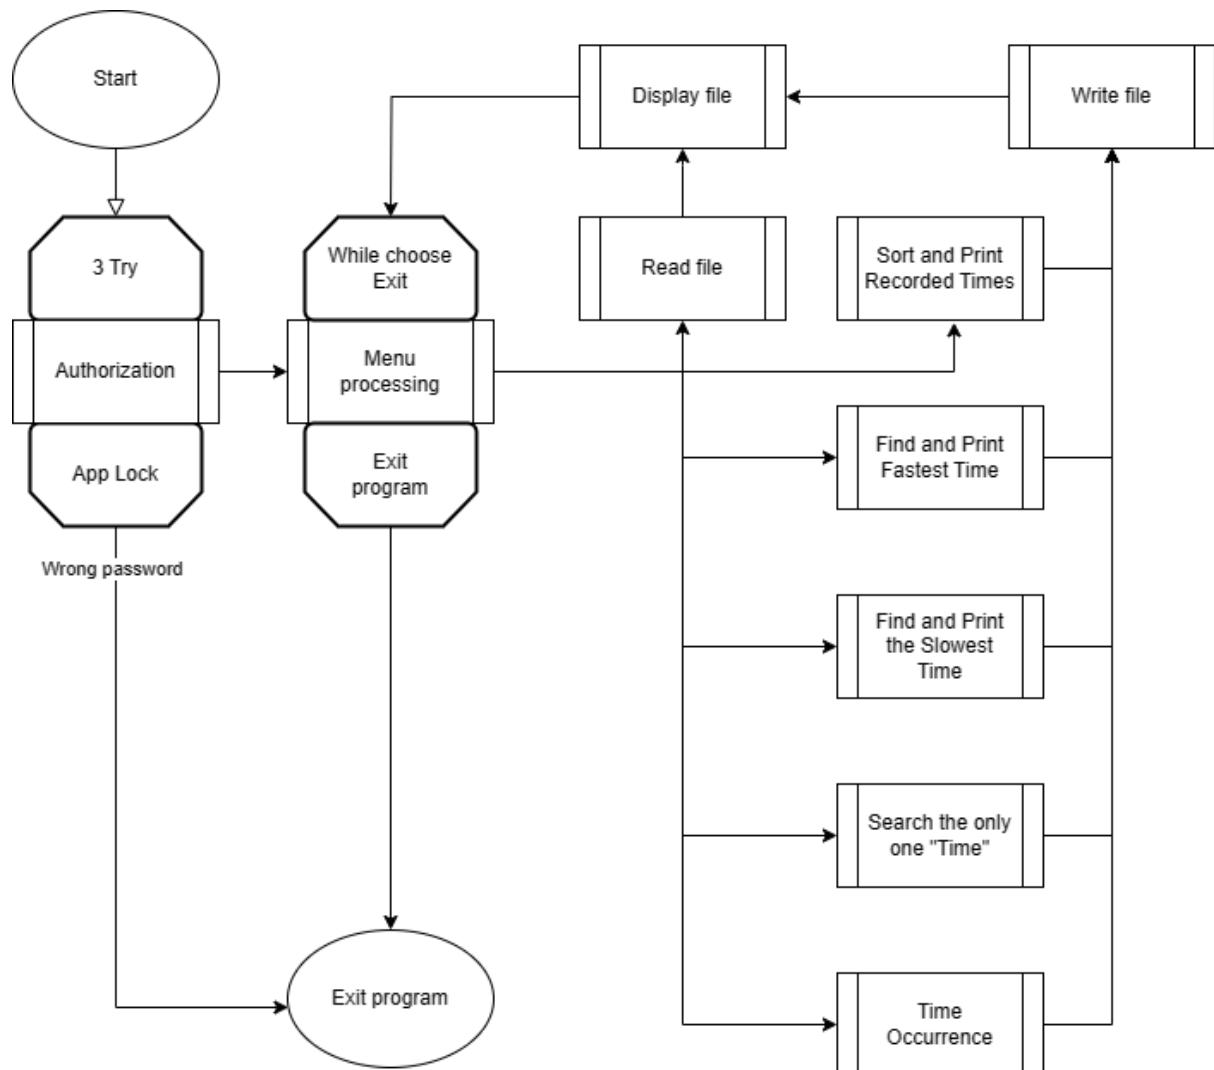 Start
Display file
Write file
3 Try
While choose
Exit
Read file
Sort and Print
Recorded Times
Authorization
Menu
processing
Find and Print
Fastest Time
App Lock
Exit
program
Wrong password
Find and Print
the Slowest
Time
Search the only
one "Time"
Exit program
Time
Occurrence